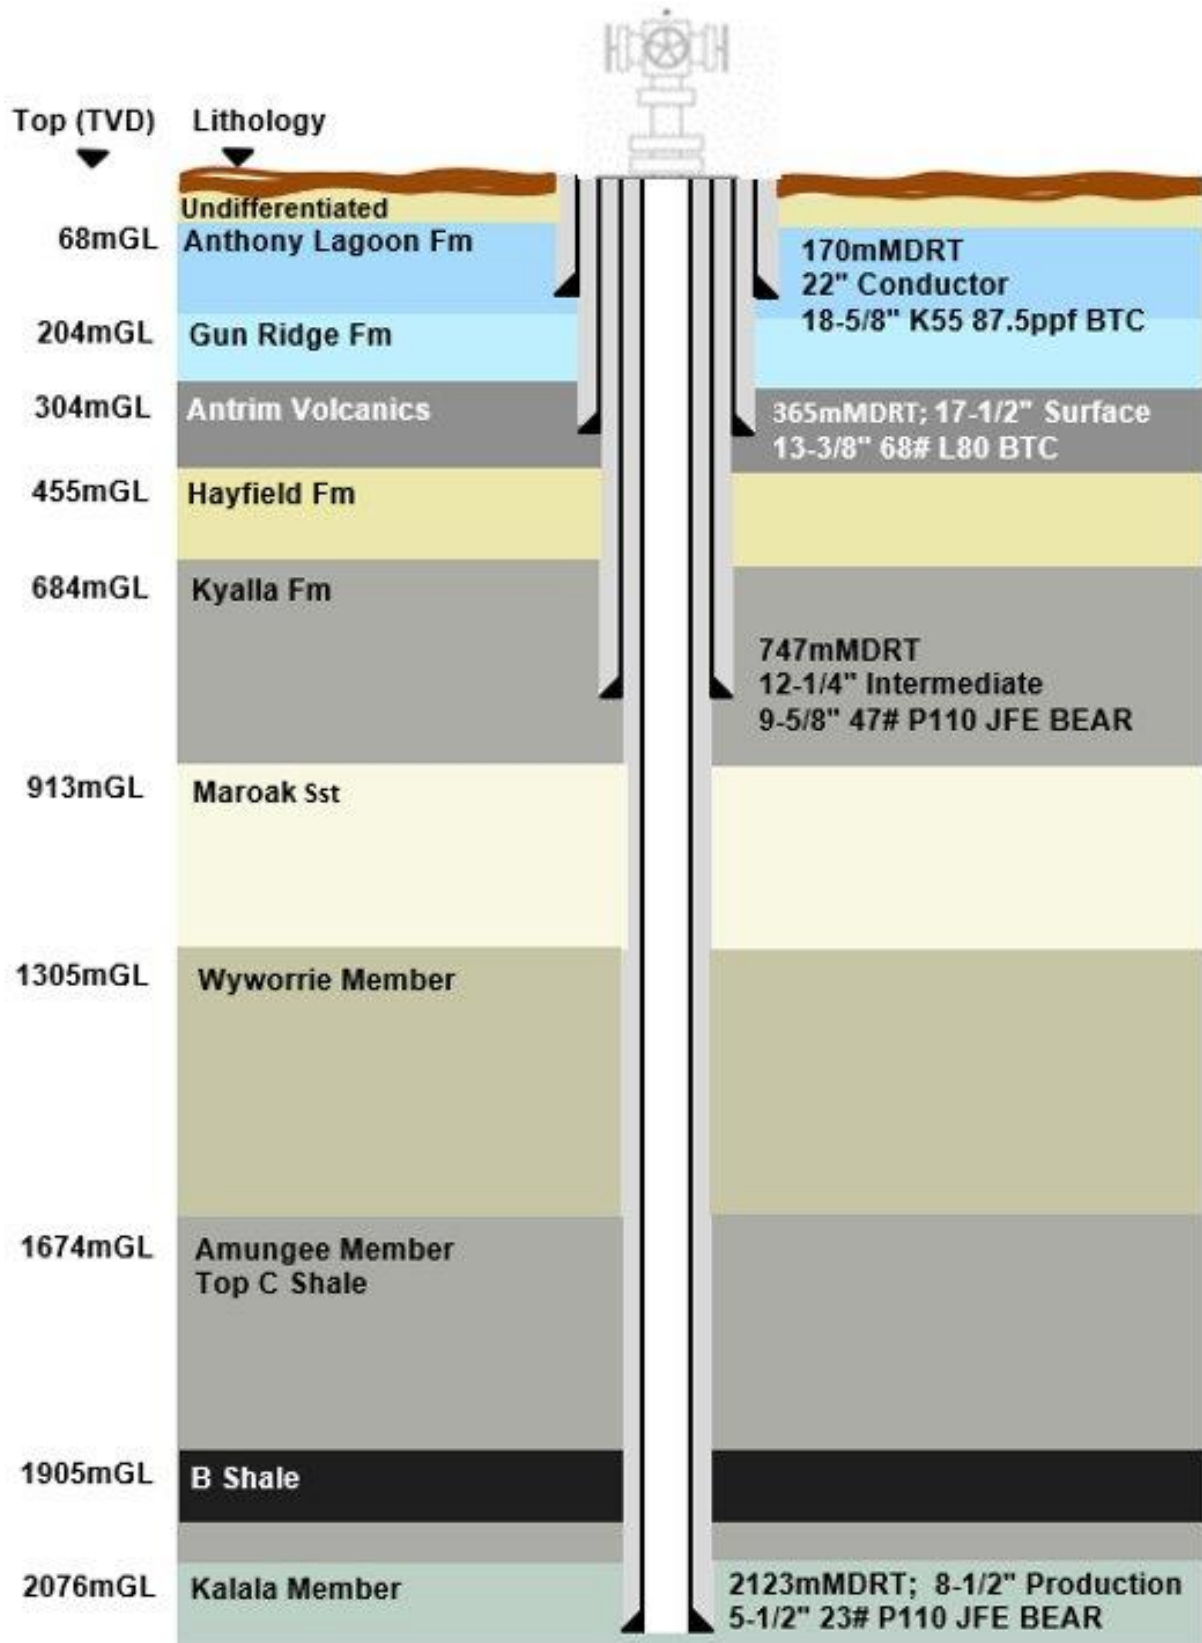 Top (TVD) Lithology
Undifferentiated
68mGL Anthony Lagoon Fm
170mMDRT
22" Conductor
18-5/8" K55 87.5ppf BTC
204mGL Gun Ridge Fm
304mGL Antrim Volcanics
365mMDRT; 17-1/2" Surface
13-3/8" 68# L80 BTC
455mGL Hayfield Fm
684mGL Kyalla Fm
747mMDRT
12-1/4" Intermediate
9-5/8" 47# P110 JFE BEAR
913mGL Maroak Sst
1305mGL Wyworrie Member
1674mGL Amungee Member
Top C Shale
1905mGL B Shale
2076mGL Kalala Member
2123mMDRT; 8-1/2" Production
5-1/2" 23# P110 JFE BEAR